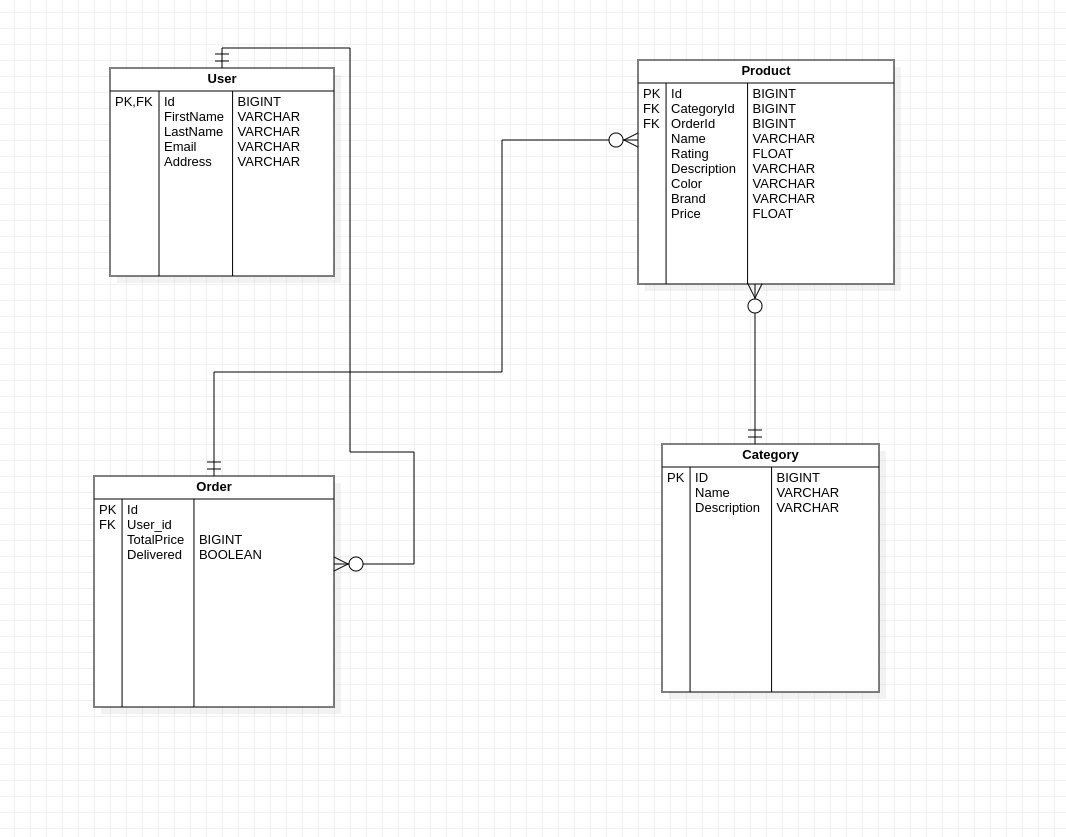 User
PK,FK Id BIGINT
FirstName VARCHAR
LastName VARCHAR
Email VARCHAR
Address VARCHAR
Product
PK Id BIGINT
FK CategoryId BIGINT
FK OrderId BIGINT
Name VARCHAR
Rating FLOAT
Description VARCHAR
Color VARCHAR
Brand VARCHAR
Price FLOAT
Order
PK Id
FK User_id
TotalPrice BIGINT
Delivered BOOLEAN
Category
PK ID BIGINT
Name VARCHAR
Description VARCHAR